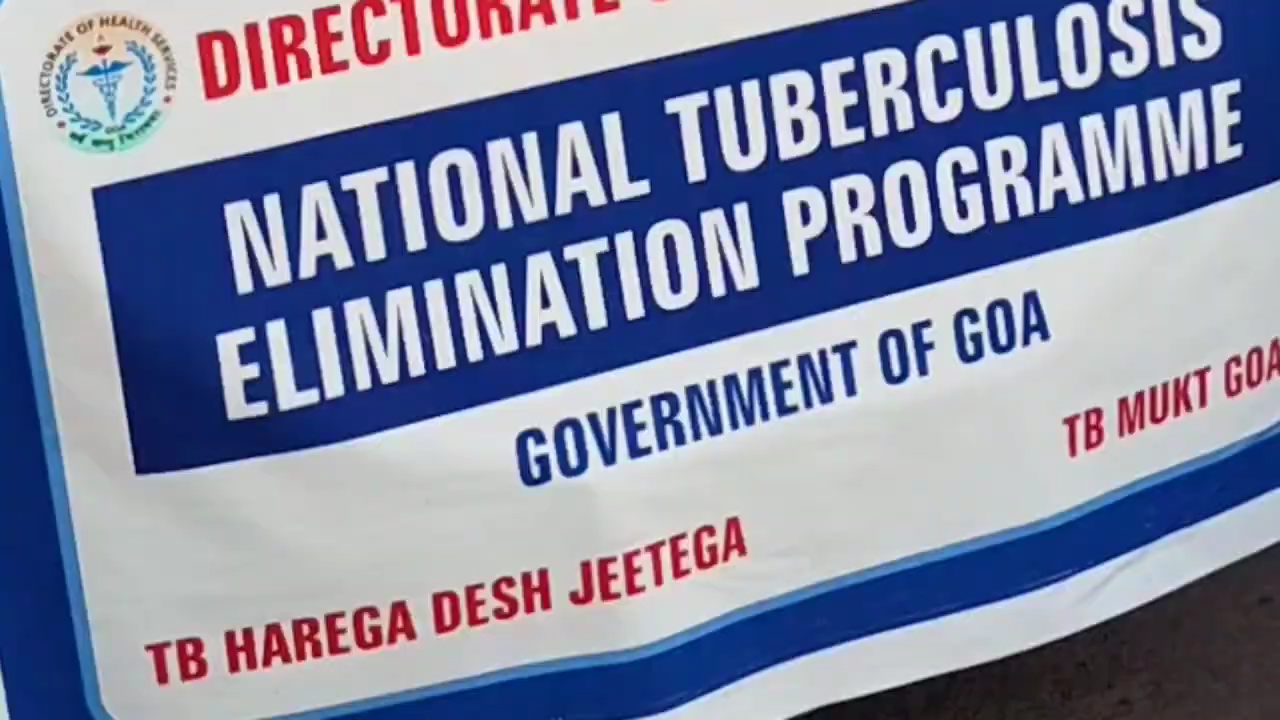 DIRECTORATE OF HEALTH SERVICES
DIRECTORATE
NATIONAL TUBERCULOSIS
ELIMINATION PROGRAMME
GOVERNMENT OF GOA
TB MUKT GOA
TB HAREGA DESH JEETEGA